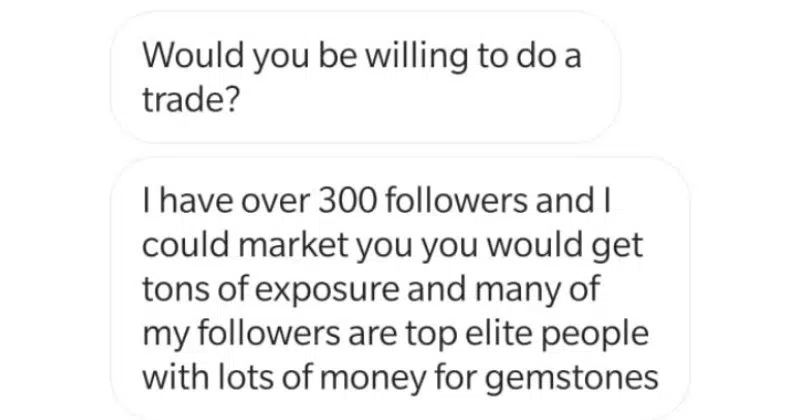 Would you be willing to do a
trade?
I have over 300 followers and I
could market you you would get
tons of exposure and many of
my followers are top elite people
with lots of money for gemstones